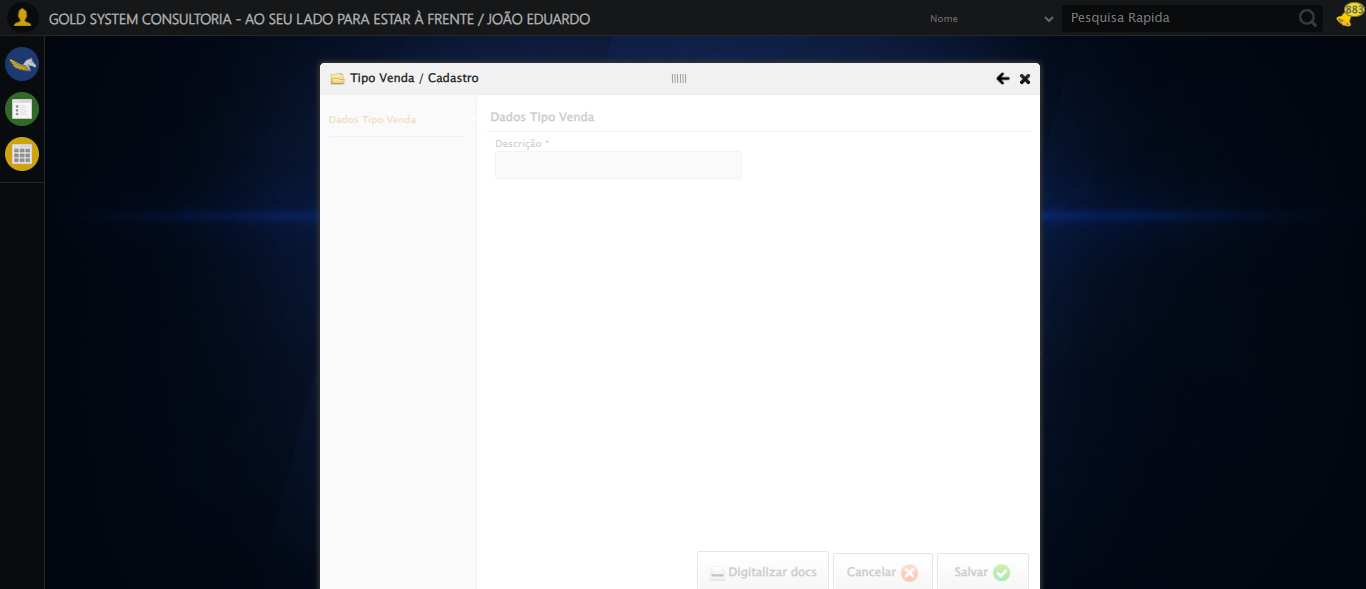 GOLD SYSTEM CONSULTORIA - AO SEU LADO PARA ESTAR À FRENTE / JOÃO EDUARDO
Nome
Pesquisa Rapida
883
Tipo Venda / Cadastro
Dados Tipo Venda
Dados Tipo Venda
Descrição *
Digitalizar docs
Cancelar
Salvar